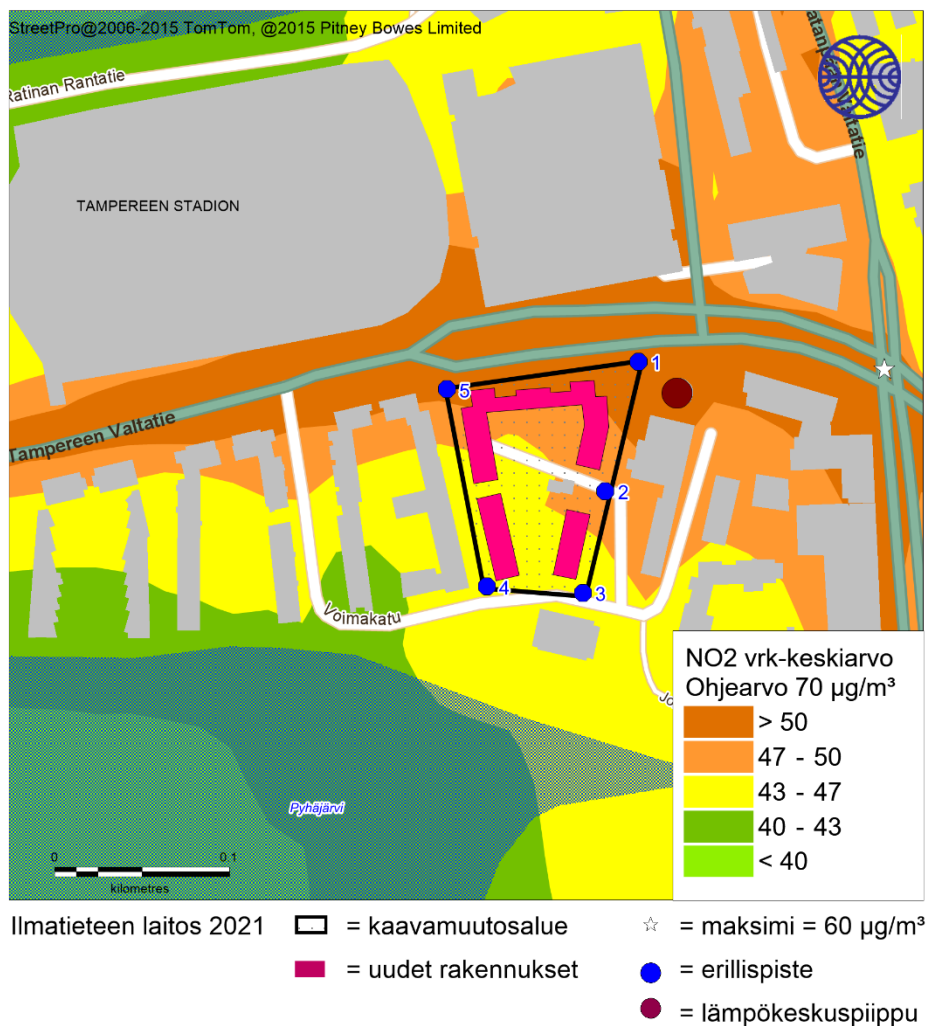 StreetPro@2006-2015 TomTom, @2015 Pitney Bowes Limited
Ratinan Rantatie
Valtatie
TAMPEREEN STADION
1
5
Tampereen Valtatie
2
4
3
Voimakatu
NO2 vrk-keskiarvo
Ohjearvo 70 µg/m³
> 50
47 - 50
43 - 47
40 - 43
< 40
Pyhäjärvi
0 0.1
kilometres
Ilmatieteen laitos 2021
= kaavamuutosalue
= maksimi = 60 µg/m³
= uudet rakennukset
= erillispiste
= lämpökeskuspiippu